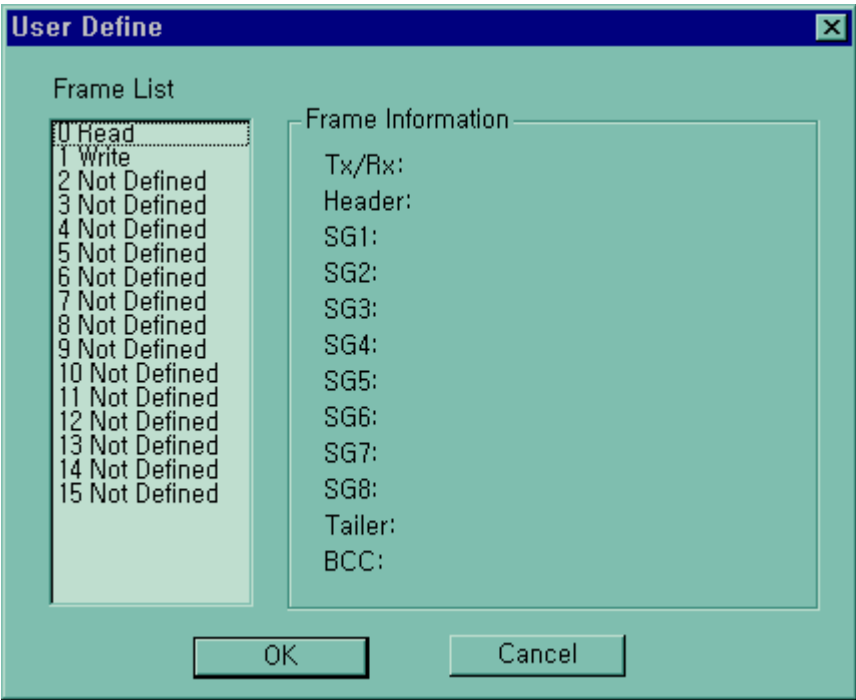 User Define
Frame List
0 Read
1 Write
2 Not Defined
3 Not Defined
4 Not Defined
5 Not Defined
6 Not Defined
7 Not Defined
8 Not Defined
9 Not Defined
10 Not Defined
11 Not Defined
12 Not Defined
13 Not Defined
14 Not Defined
15 Not Defined
Frame Information
Tx/Rx:
Header:
SG1:
SG2:
SG3:
SG4:
SG5:
SG6:
SG7:
SG8:
Tailer:
BCC:
OK
Cancel